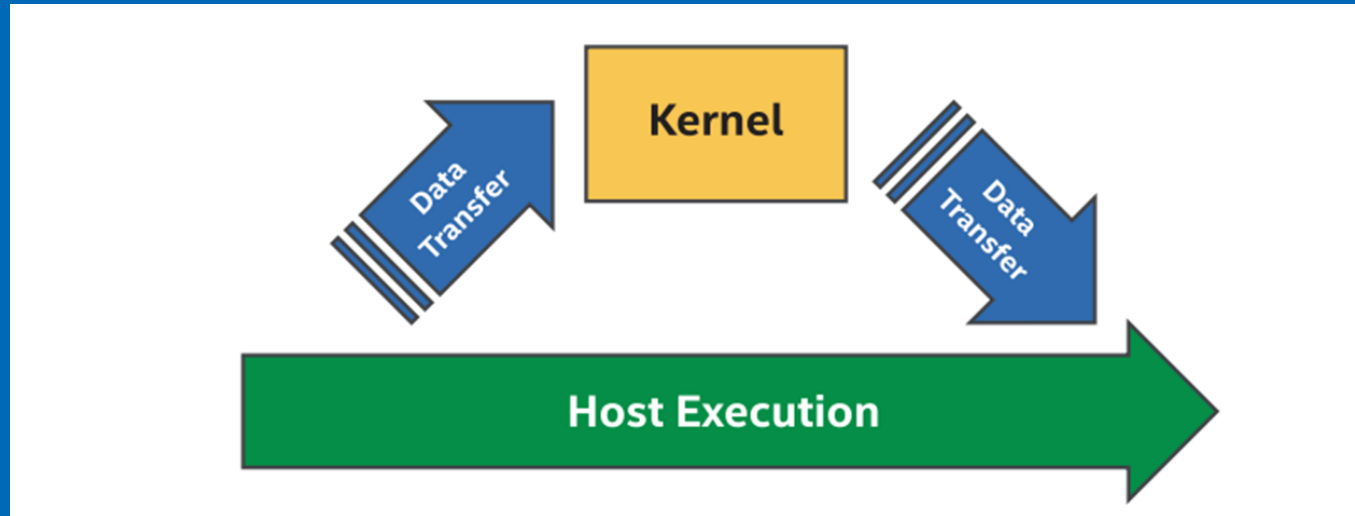 Kernel
Data
Transfer
Data
Transfer
Host Execution